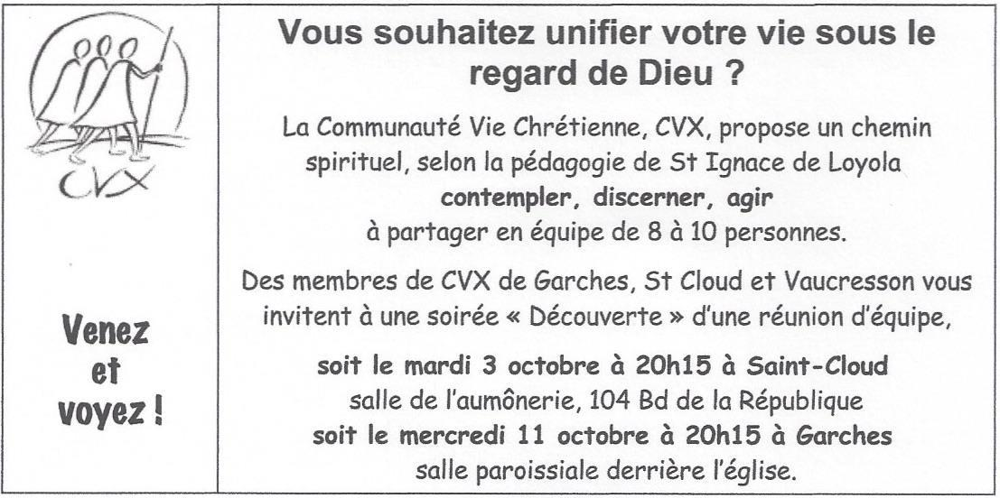 CVX
Venez
et
voyez !
Vous souhaitez unifier votre vie sous le
regard de Dieu ?
La Communauté Vie Chrétienne, CVX, propose un chemin
spirituel, selon la pédagogie de St Ignace de Loyola
contempler, discerner, agir
à partager en équipe de 8 à 10 personnes.
Des membres de CVX de Garches, St Cloud et Vaucresson vous
invitent à une soirée « Découverte » d'une réunion d'équipe,
soit le mardi 3 octobre à 20h15 à Saint-Cloud
salle de l'aumônerie, 104 Bd de la République
soit le mercredi 11 octobre à 20h15 à Garches
salle paroissiale derrière l'église.